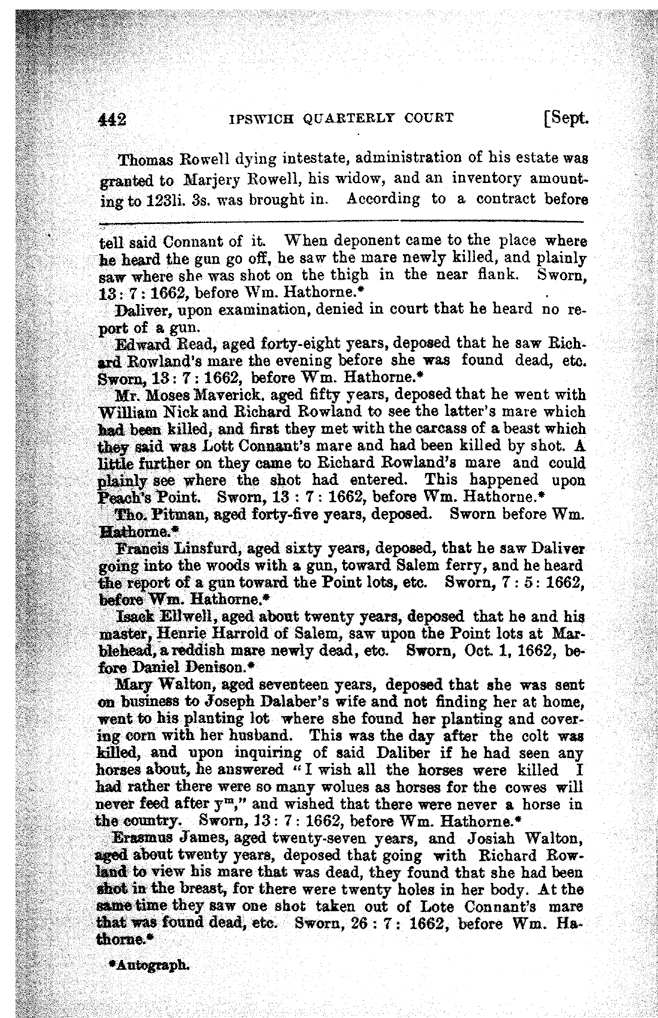 442 IPSWICH QUARTERLY COURT [Sept.
Thomas Rowell dying intestate, administration of his estate was
granted to Marjery Rowell, his widow, and an inventory amount-
ing to 123li. 3s. was brought in. According to a contract before
tell said Connant of it. When deponent came to the place where
he heard the gun go off, he saw the mare newly killed, and plainly
saw where she was shot on the thigh in the near flank. Sworn,
13 : 7 : 1662, before Wm. Hathorne.*
Daliver, upon examination, denied in court that he heard no re-
port of a gun.
Edward Read, aged forty-eight years, deposed that he saw Rich-
ard Rowland's mare the evening before she was found dead, etc.
Sworn, 13 : 7 : 1662, before Wm. Hathorne.*
Mr. Moses Maverick, aged fifty years, deposed that he went with
William Nick and Richard Rowland to see the latter's mare which
had been killed, and first they met with the carcass of a beast which
they said was Lott Connant's mare and had been killed by shot. A
little further on they came to Richard Rowland's mare and could
plainly see where the shot had entered. This happened upon
Peach's Point. Sworn, 13 : 7 : 1662, before Wm. Hathorne.*
Tho. Pitman, aged forty-five years, deposed. Sworn before Wm.
Hathorne.*
Francis Linsfurd, aged sixty years, deposed, that he saw Daliver
going into the woods with a gun, toward Salem ferry, and he heard
the report of a gun toward the Point lots, etc. Sworn, 7 : 5 : 1662,
before Wm. Hathorne.*
Isaek Ellwell, aged about twenty years, deposed that he and his
master, Henrie Harrold of Salem, saw upon the Point lots at Mar-
blehead, a reddish mare newly dead, etc. Sworn, Oct. 1, 1662, be-
fore Daniel Denison.*
Mary Walton, aged seventeen years, deposed that she was sent
on business to Joseph Dalaber's wife and not finding her at home,
went to his planting lot where she found her planting and cover-
ing corn with her husband. This was the day after the colt was
killed, and upon inquiring of said Daliber if he had seen any
horses about, he answered "I wish all the horses were killed I
had rather there were so many wolues as horses for the cowes will
never feed after yᵐ," and wished that there were never a horse in
the country. Sworn, 13 : 7 : 1662, before Wm. Hathorne.*
Erasmus James, aged twenty-seven years, and Josiah Walton,
aged about twenty years, deposed that going with Richard Row-
land to view his mare that was dead, they found that she had been
shot in the breast, for there were twenty holes in her body. At the
same time they saw one shot taken out of Lote Connant's mare
that was found dead, etc. Sworn, 26 : 7 : 1662, before Wm. Ha-
thorne.*
*Autograph.